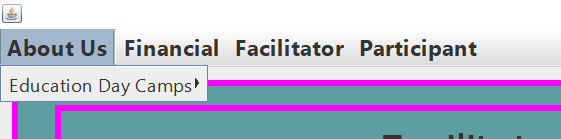 About Us Financial Facilitator Participant
Education Day Camps